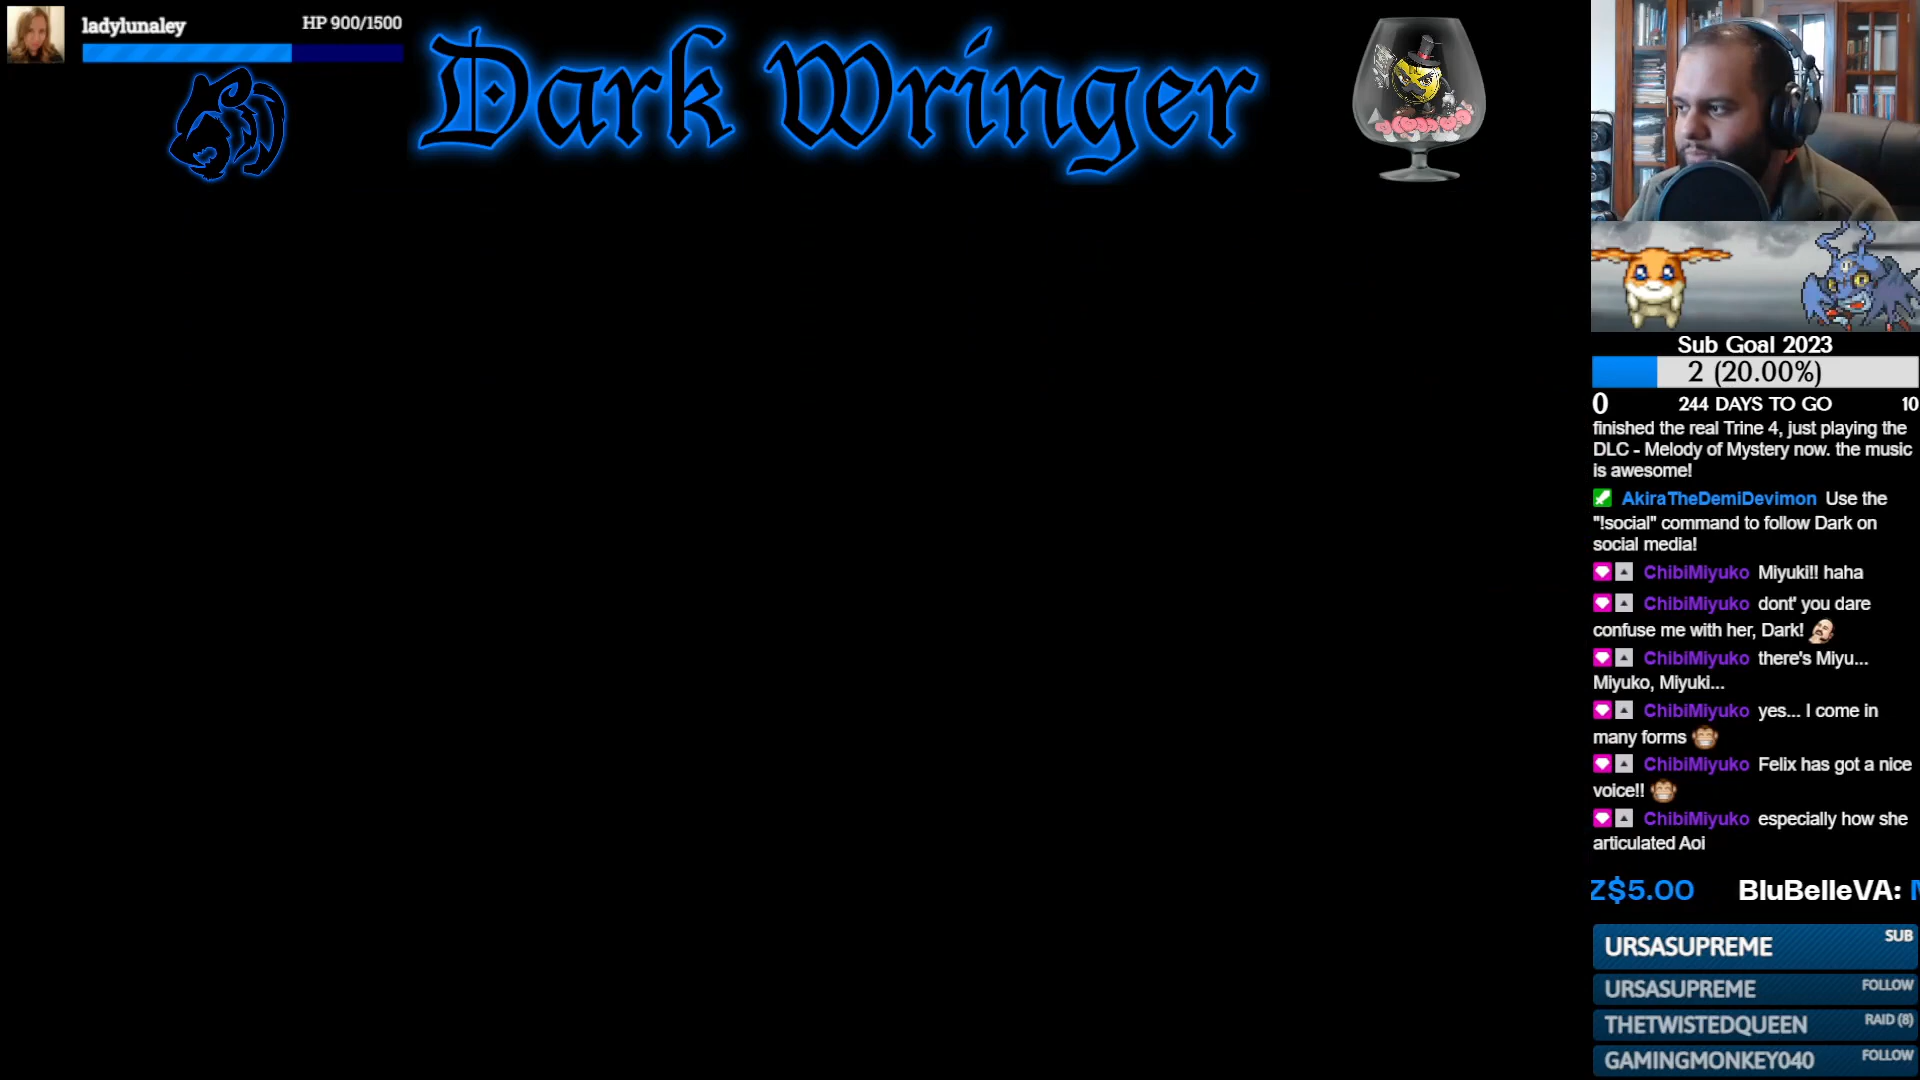 ladylunaley
HP 900/1500
Dark Wringer
Sub Goal 2023
2 (20.00%)
0
244 DAYS TO GO
10
finished the real Trine 4, just playing the
DLC - Melody of Mystery now. the music
is awesome!
AkiraTheDemiDevimon Use the
"!social" command to follow Dark on
social media!
ChibiMiyuko Miyuki!! haha
ChibiMiyuko dont' you dare
confuse me with her, Dark!
ChibiMiyuko there's Miyu...
Miyuko, Miyuki...
ChibiMiyuko yes... I come in
many forms
ChibiMiyuko Felix has got a nice
voice!!
ChibiMiyuko especially how she
articulated Aoi
Z$5.00 BluBelleVA:
URSASUPREME SUB
URSASUPREME FOLLOW
THETWISTEDQUEEN RAID (8)
GAMINGMONKEY040 FOLLOW